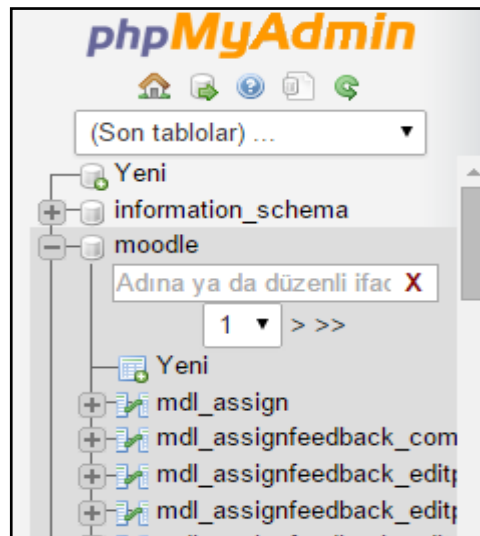 phpMyAdmin
(Son tablolar) ...
Yeni
information_schema
moodle
Adına ya da düzenli ifac X
1 > >>
Yeni
mdl_assign
mdl_assignfeedback_com
mdl_assignfeedback_editp
mdl_assignfeedback_editp